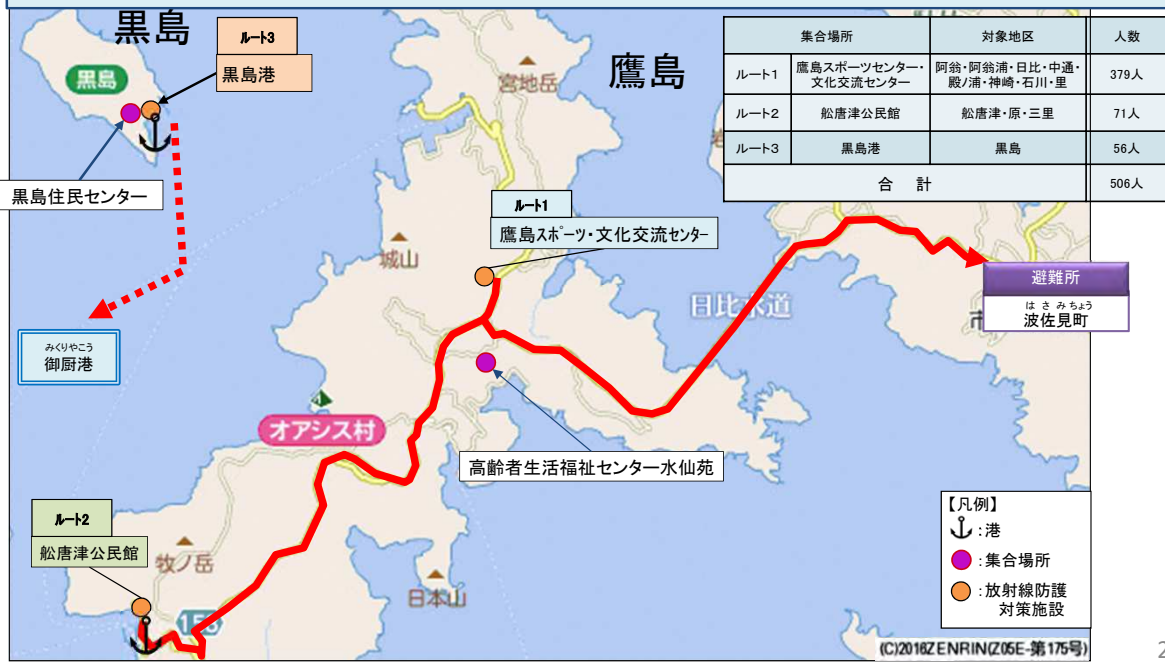 黒島
鷹島
集合場所 対象地区 人数
ルート1 鷹島スポーツセンター・ 阿翁・阿翁浦・日比・中通・ 379人
文化交流センター 殿ノ浦・神崎・石川・里
ルート2 船唐津公民館 船唐津・原・三里 71人
ルート3 黒島港 黒島 56人
合 計 506人
ルート3
黒島港
黒島
黒島住民センター
宮地岳
ルート1
鷹島スポーツ・文化交流センター
城山
日比水道
避難所
はさみちょう
波佐見町
市
みくりやこう
御厨港
オアシス村
高齢者生活福祉センター水仙苑
ルート2
船唐津公民館
牧ノ岳
日本山
155
【凡例】
:港
:集合場所
:放射線防護
対策施設
(C)2016ZENRIN(Z05E-第175号)
2